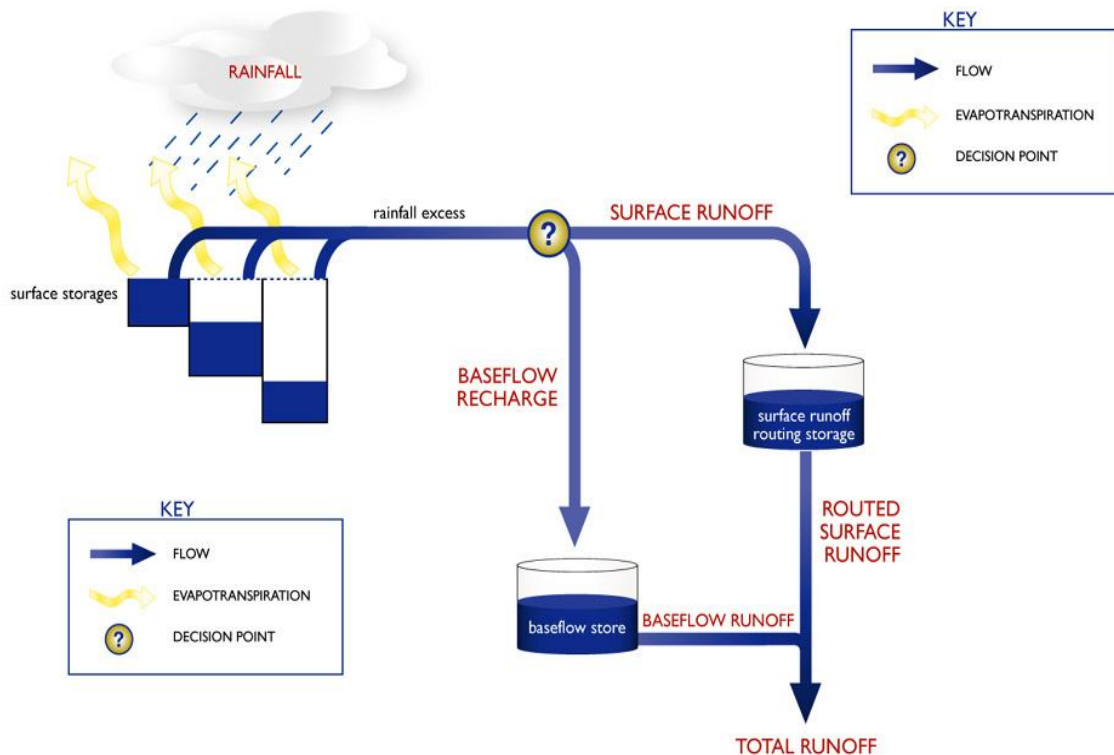 KEY
FLOW
EVAPOTRANSPIRATION
?
DECISION POINT
RAINFALL
rainfall excess
?
SURFACE RUNOFF
surface storages
BASEFLOW
RECHARGE
surface runoff
routing storage
KEY
FLOW
EVAPOTRANSPIRATION
?
DECISION POINT
ROUTED
SURFACE
RUNOFF
baseflow store
BASEFLOW RUNOFF
TOTAL RUNOFF